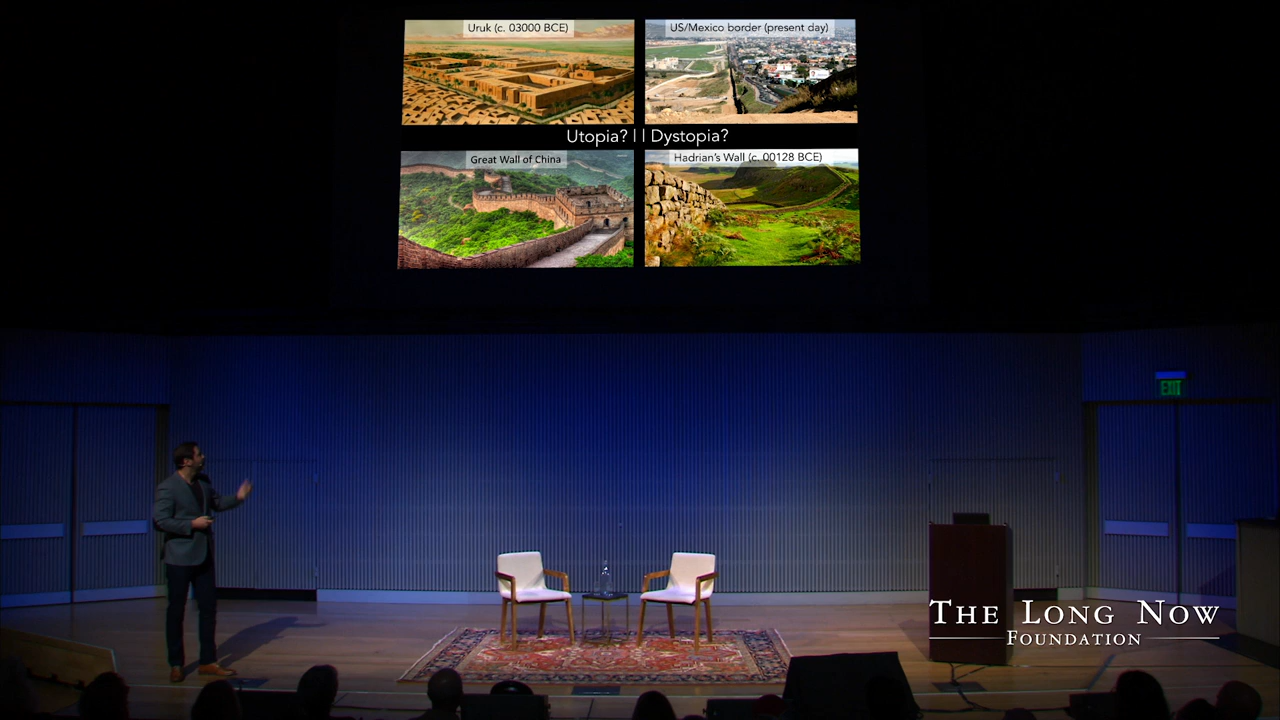 Uruk (c. 03000 BCE)
US/Mexico border (present day)
Utopia? || Dystopia?
Great Wall of China
Hadrian's Wall (c. 00128 BCE)
EXIT
THE LONG NOW
FOUNDATION